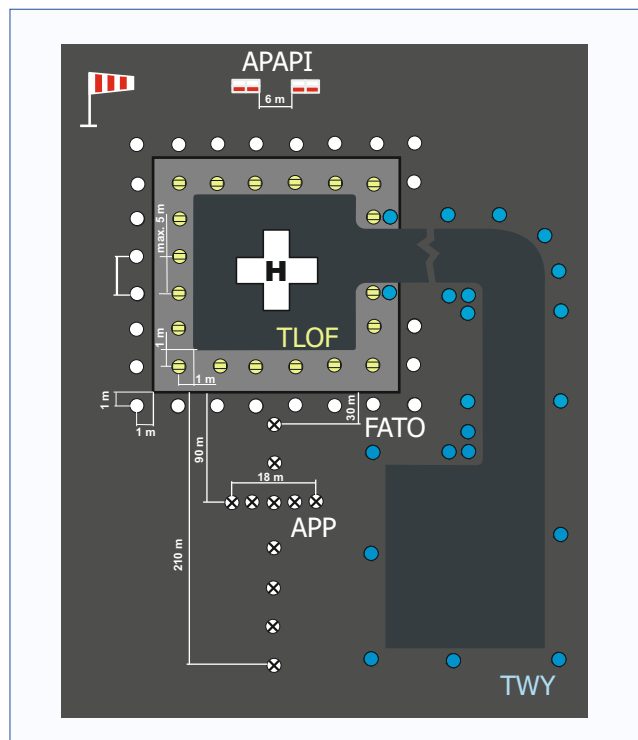 APAPI
6 m
max. 5 m
H
TLOF
1 m
1 m
1 m
1 m
30 m
FATO
90 m
18 m
APP
210 m
TWY